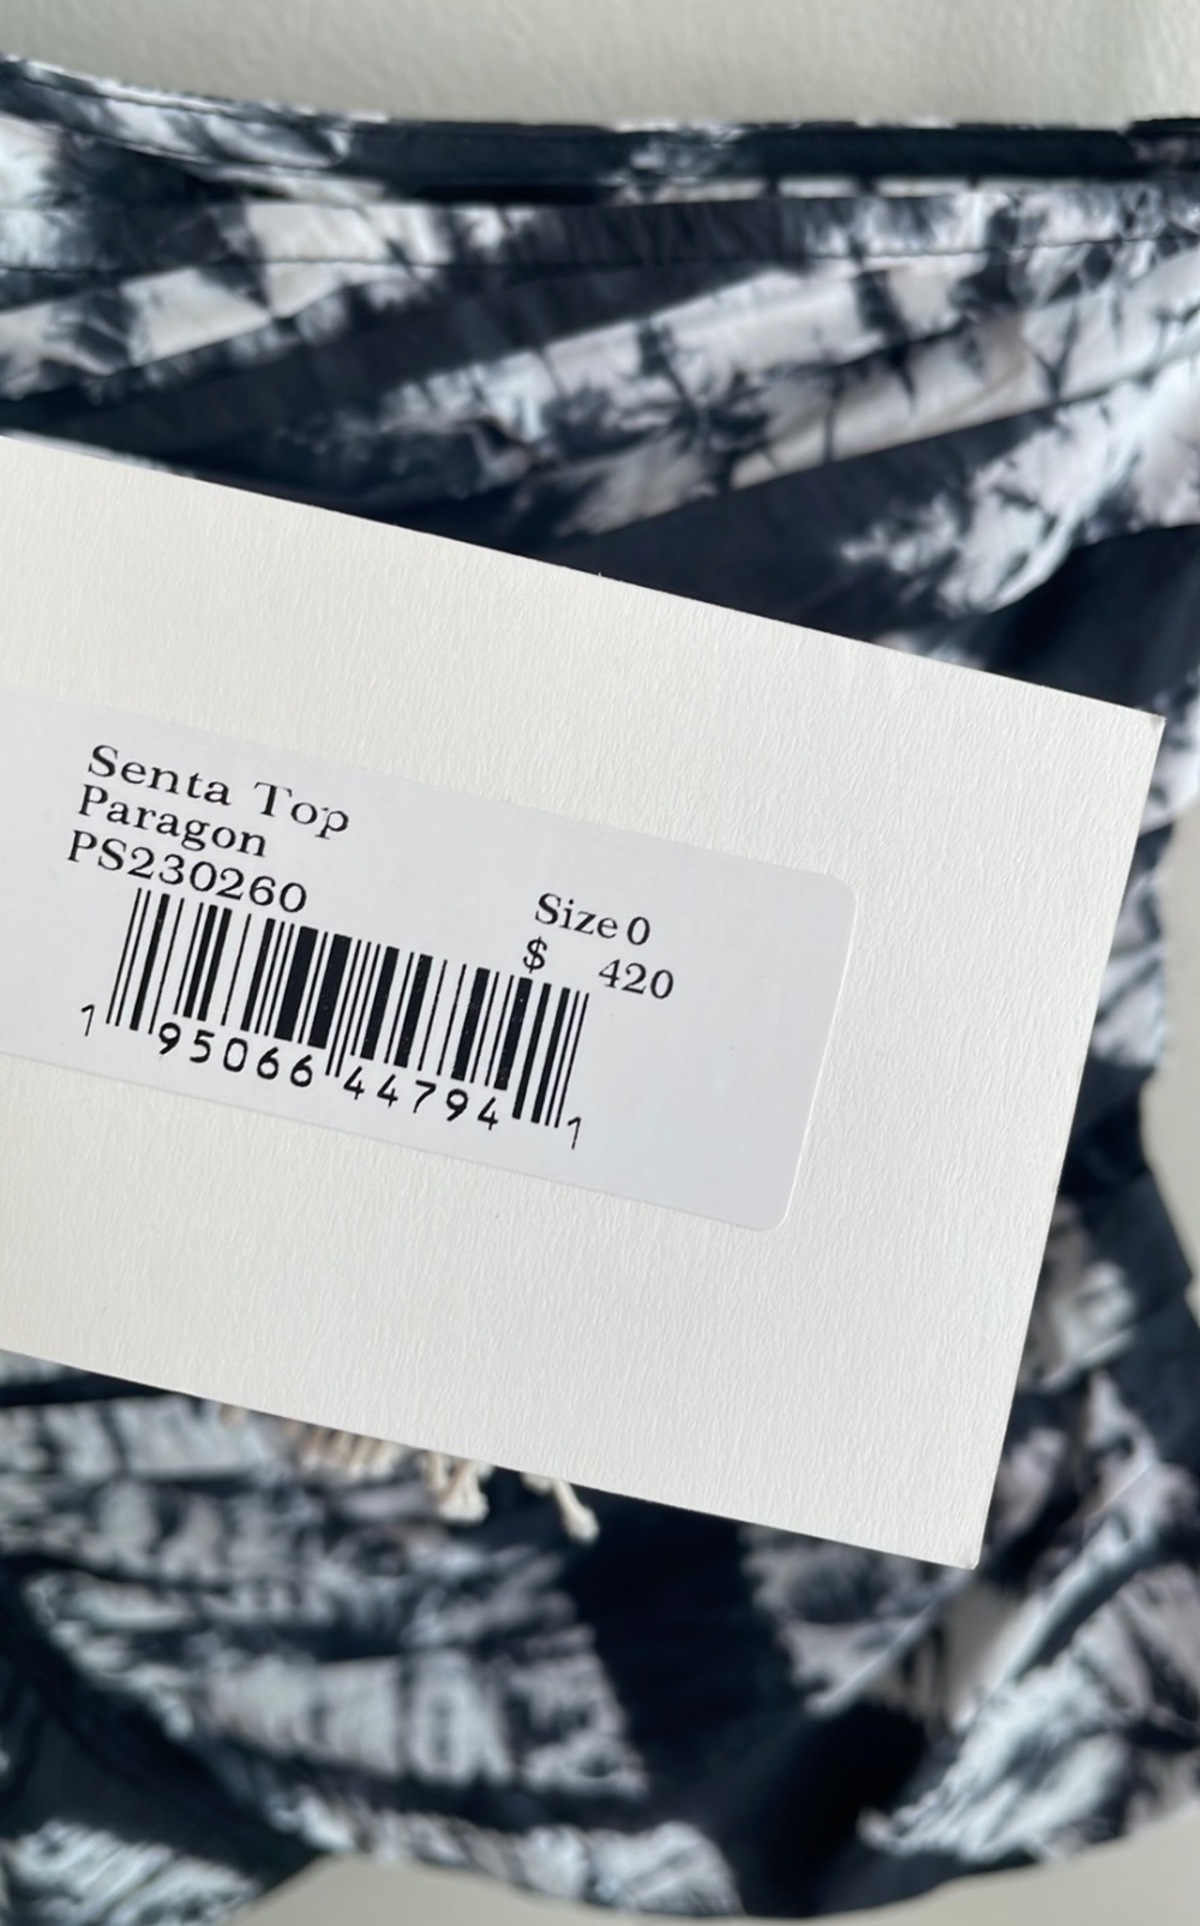 Senta Top
Paragon
PS230260
Size 0
$ 420
1 95066 44794 1